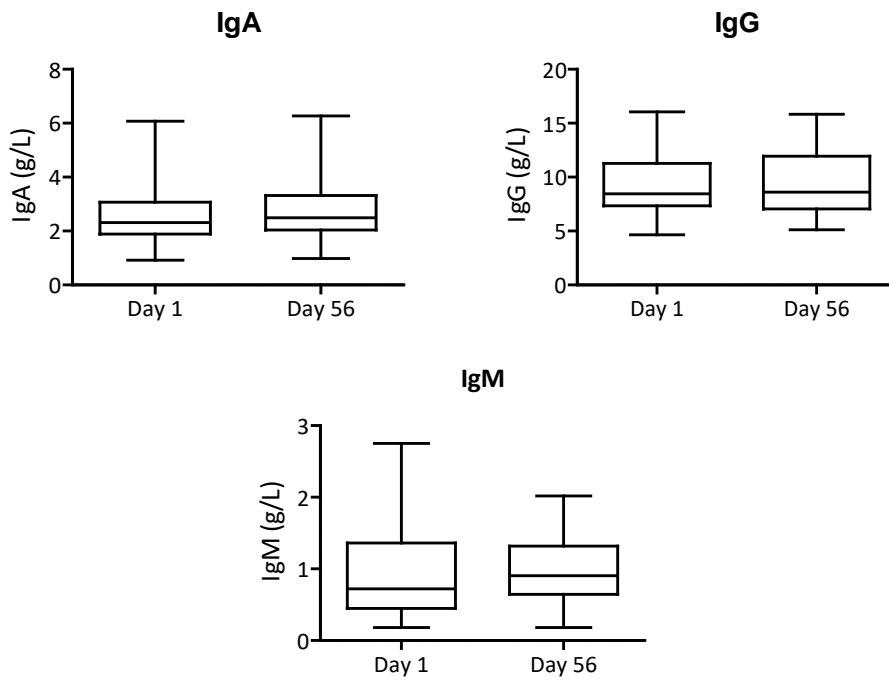 IgA
IgG
8
6
4
2
0
IgA (g/L)
Day 1
Day 56
20
15
10
5
0
IgG (g/L)
Day 1
Day 56
IgM
3
2
1
0
IgM (g/L)
Day 1
Day 56